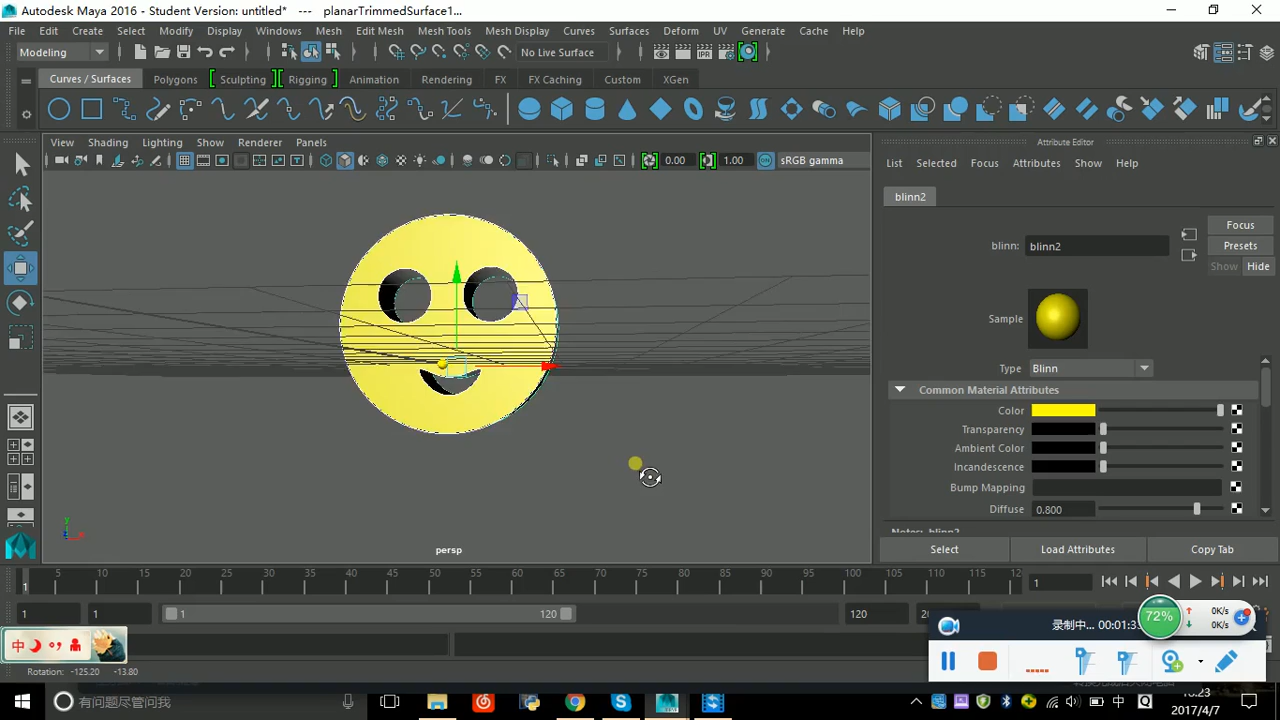 Autodesk Maya 2016 - Student Version: untitled*   ---   planarTrimmedSurface1...
File Edit Create Select Modify Display Windows Mesh Edit Mesh Mesh Tools Mesh Display Curves Surfaces Deform UV Generate Cache Help
Modeling
No Live Surface
IPR
Curves / Surfaces Polygons Sculpting Rigging Animation Rendering FX FX Caching Custom XGen
View Shading Lighting Show Renderer Panels
0.00 1.00 sRGB gamma
persp
Attribute Editor
List Selected Focus Attributes Show Help
blinn2
Focus
blinn: blinn2
Presets
Show Hide
Sample
Type Blinn
Common Material Attributes
Color
Transparency
Ambient Color
Incandescence
Bump Mapping
Diffuse 0.800
Notes: blinn2
Select Load Attributes Copy Tab
1 5 10 15 20 25 30 35 40 45 50 55 60 65 70 75 80 85 90 95 100 105 110 115 12
1
1 1 1 120 120
录制中... 00:01:3
72%
0K/s
0K/s
中
Rotation: -125.20 -13.80
有问题尽管问我
中
2017/4/7